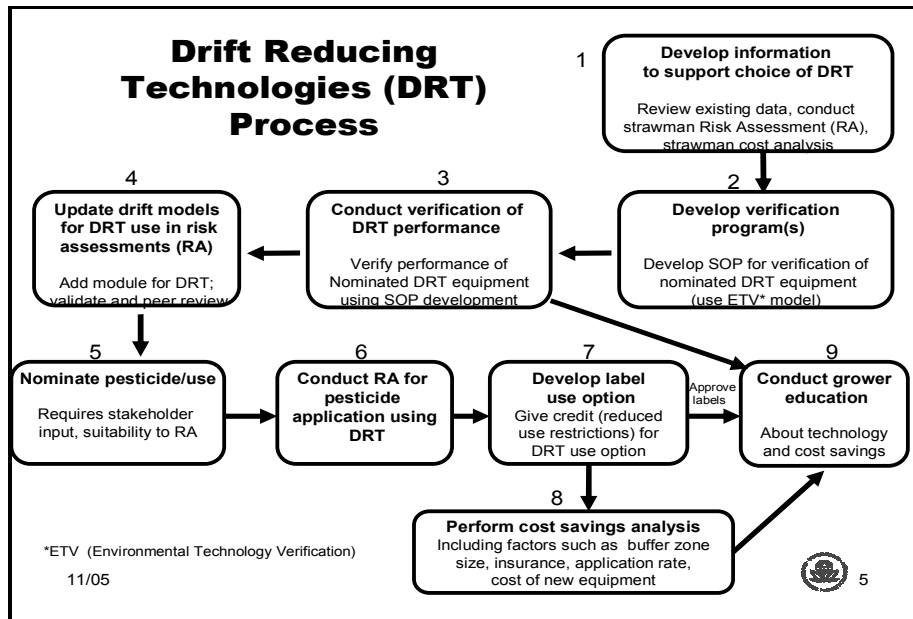 Drift Reducing
Technologies (DRT)
Process
1
Develop information
to support choice of DRT
Review existing data, conduct
strawman Risk Assessment (RA),
strawman cost analysis
2
Develop verification
program(s)
Develop SOP for verification of
nominated DRT equipment
(use ETV* model)
3
Conduct verification of
DRT performance
Verify performance of
Nominated DRT equipment
using SOP development
4
Update drift models
for DRT use in risk
assessments (RA)
Add module for DRT;
validate and peer review
5
Nominate pesticide/use
Requires stakeholder
input, suitability to RA
6
Conduct RA for
pesticide
application using
DRT
7
Develop label
use option
Give credit (reduced
use restrictions) for
DRT use option
Approve
labels
8
Perform cost savings analysis
Including factors such as buffer zone
size, insurance, application rate,
cost of new equipment
9
Conduct grower
education
About technology
and cost savings
*ETV (Environmental Technology Verification)
11/05
5